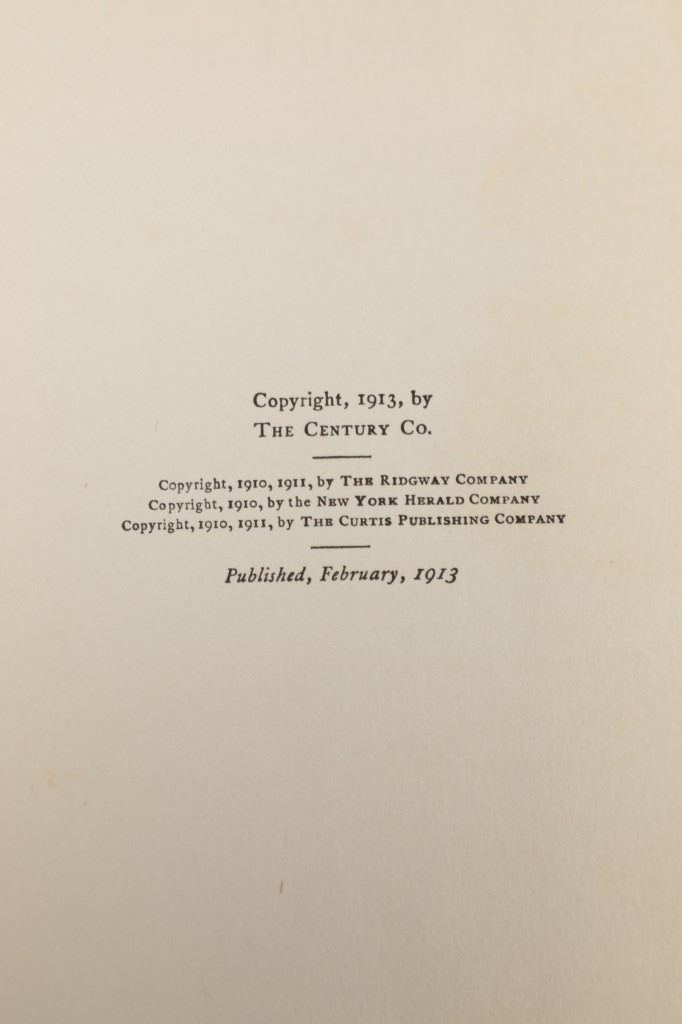 Copyright, 1913, by
THE CENTURY CO.
Copyright, 1910, 1911, by THE RIDGWAY COMPANY
Copyright, 1910, by the NEW YORK HERALD COMPANY
Copyright, 1910, 1911, by THE CURTIS PUBLISHING COMPANY
Published, February, 1913